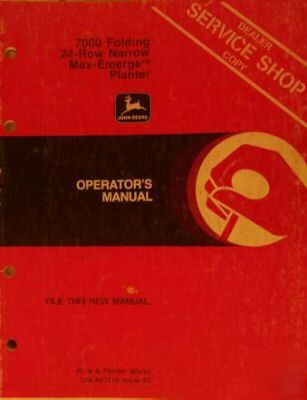 7000 Folding
24-Row Narrow
Max-Emerge™
Planter
DEALER
SERVICE SHOP
COPY
JOHN DEERE
OPERATOR'S
MANUAL
FILE THIS NEW MANUAL
Plow & Planter Works
Issue